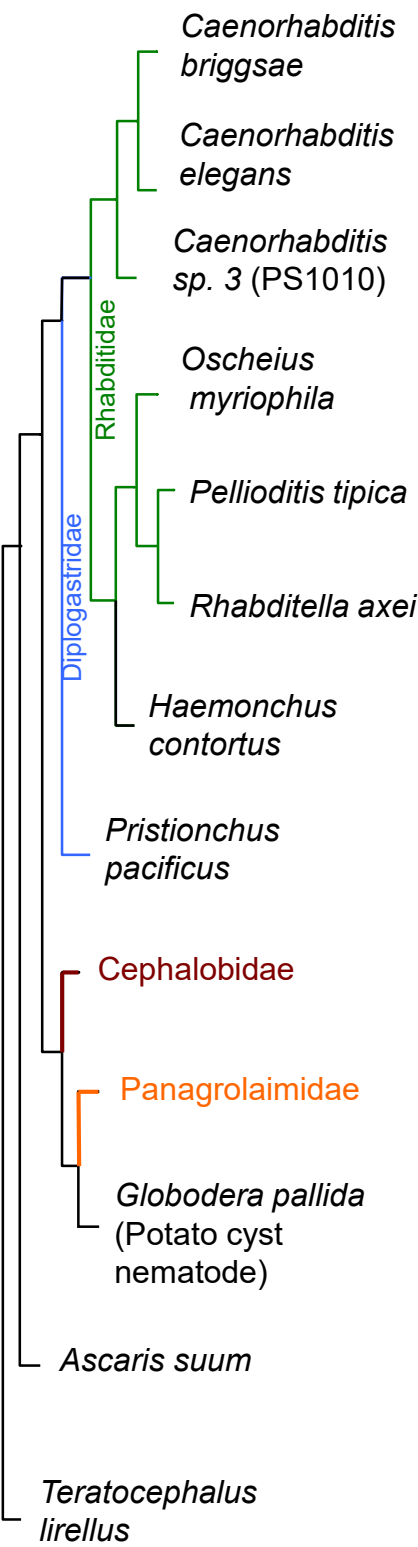 Caenorhabditis
briggsae
Caenorhabditis
elegans
Caenorhabditis
sp. 3 (PS1010)
Rhabditidae
Oscheius
myriophila
Pellioditis tipica
Diplogastridae
Rhabditella axei
Haemonchus
contortus
Pristionchus
pacificus
Cephalobidae
Panagrolaimidae
Globodera pallida
(Potato cyst
nematode)
Ascaris suum
Teratocephalus
lirellus